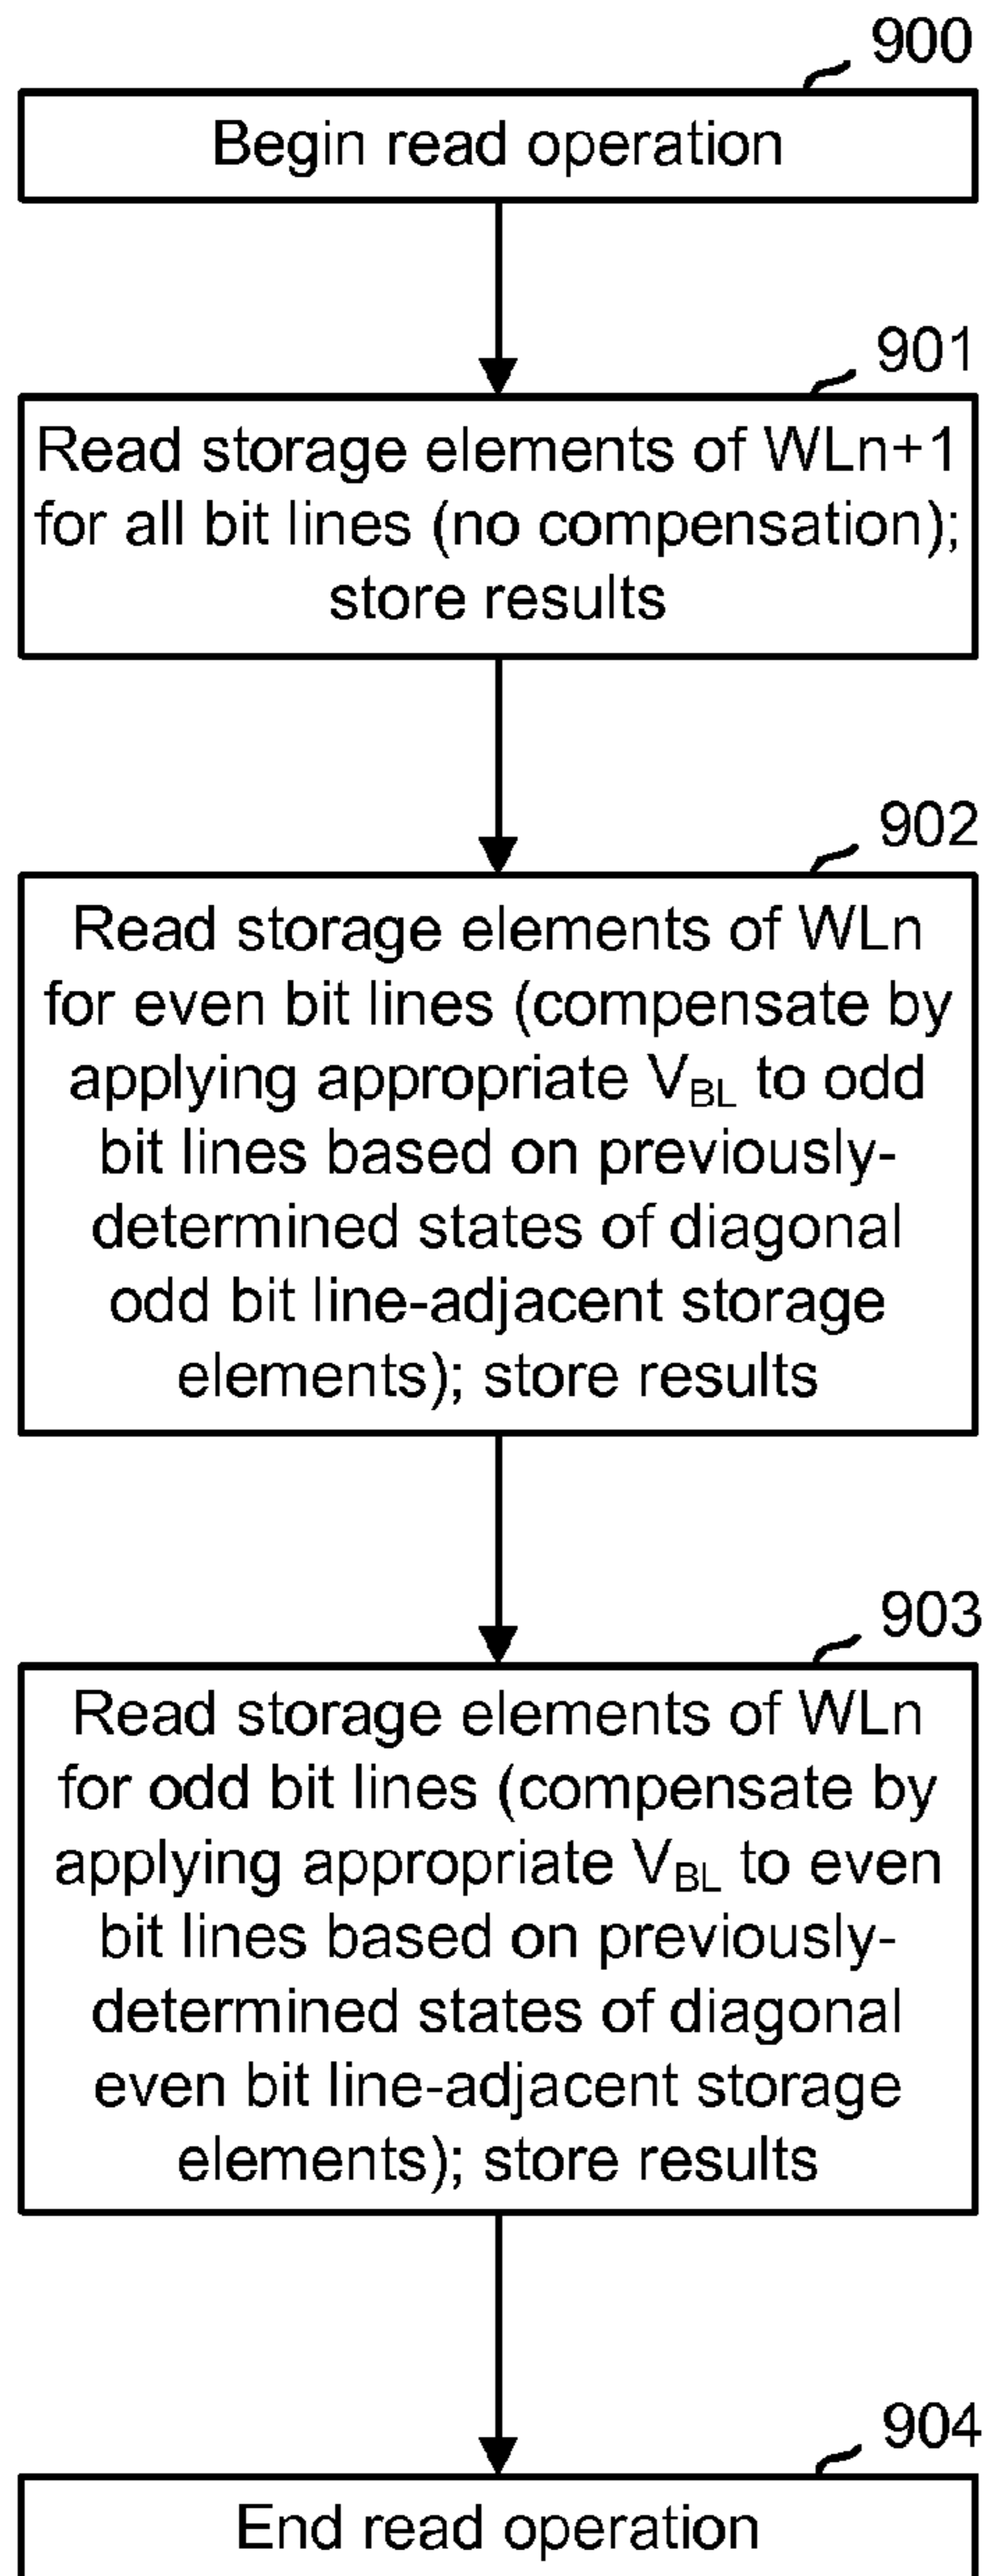 900
Begin read operation
901
Read storage elements of WLn+1
for all bit lines (no compensation);
store results
902
Read storage elements of WLn
for even bit lines (compensate by
applying appropriate VBL to odd
bit lines based on previously-
determined states of diagonal
odd bit line-adjacent storage
elements); store results
903
Read storage elements of WLn
for odd bit lines (compensate by
applying appropriate VBL to even
bit lines based on previously-
determined states of diagonal
even bit line-adjacent storage
elements); store results
904
End read operation